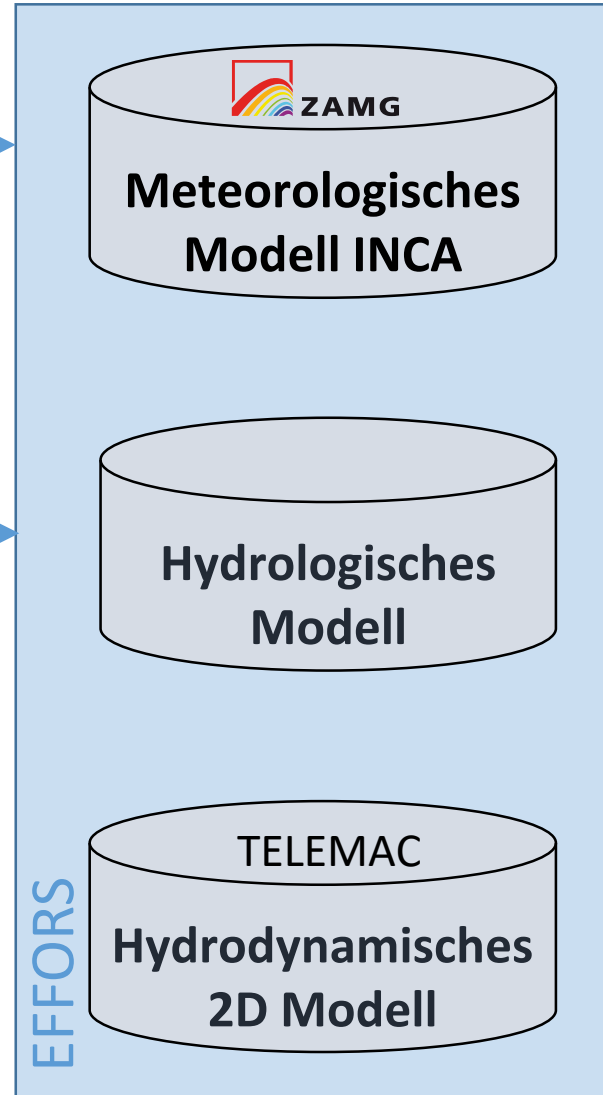 ZAMG
Meteorologisches
Modell INCA
Hydrologisches
Modell
TELEMAC
Hydrodynamisches
2D Modell
EFFORS